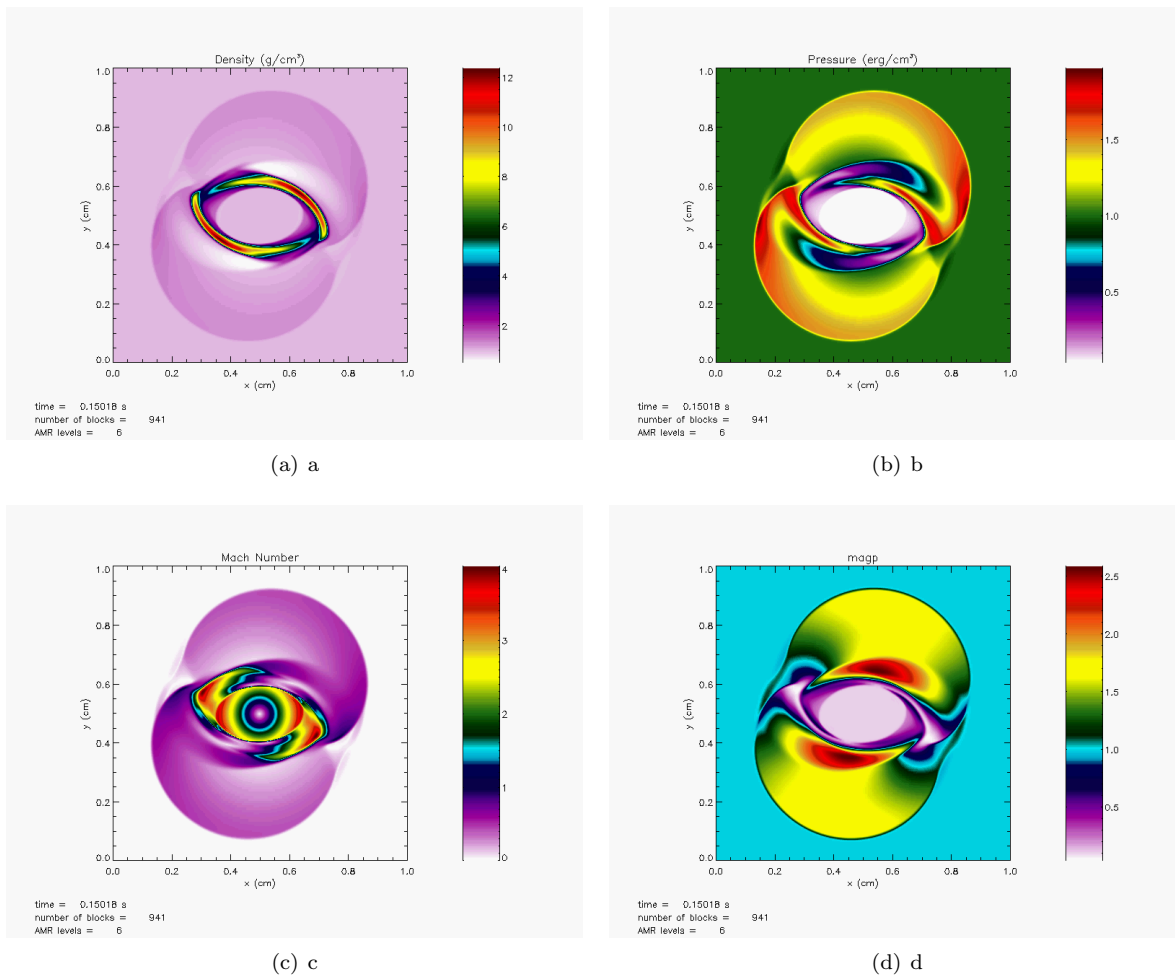 Density (g/cm³)
1.0
0.8
0.6
0.4
0.2
0.0
y (cm)
0.0 0.2 0.4 0.6 0.8 1.0
x (cm)
12
10
8
6
4
2
time = 0.15018 s
number of blocks = 941
AMR levels = 6
(a) a
Pressure (erg/cm³)
1.0
0.8
0.6
0.4
0.2
0.0
y (cm)
0.0 0.2 0.4 0.6 0.8 1.0
x (cm)
1.5
1.0
0.5
time = 0.15018 s
number of blocks = 941
AMR levels = 6
(b) b
Mach Number
1.0
0.8
0.6
0.4
0.2
0.0
y (cm)
0.0 0.2 0.4 0.6 0.8 1.0
x (cm)
4
3
2
1
0
time = 0.15018 s
number of blocks = 941
AMR levels = 6
(c) c
magp
1.0
0.8
0.6
0.4
0.2
0.0
y (cm)
0.0 0.2 0.4 0.6 0.8 1.0
x (cm)
2.5
2.0
1.5
1.0
0.5
time = 0.15018 s
number of blocks = 941
AMR levels = 6
(d) d